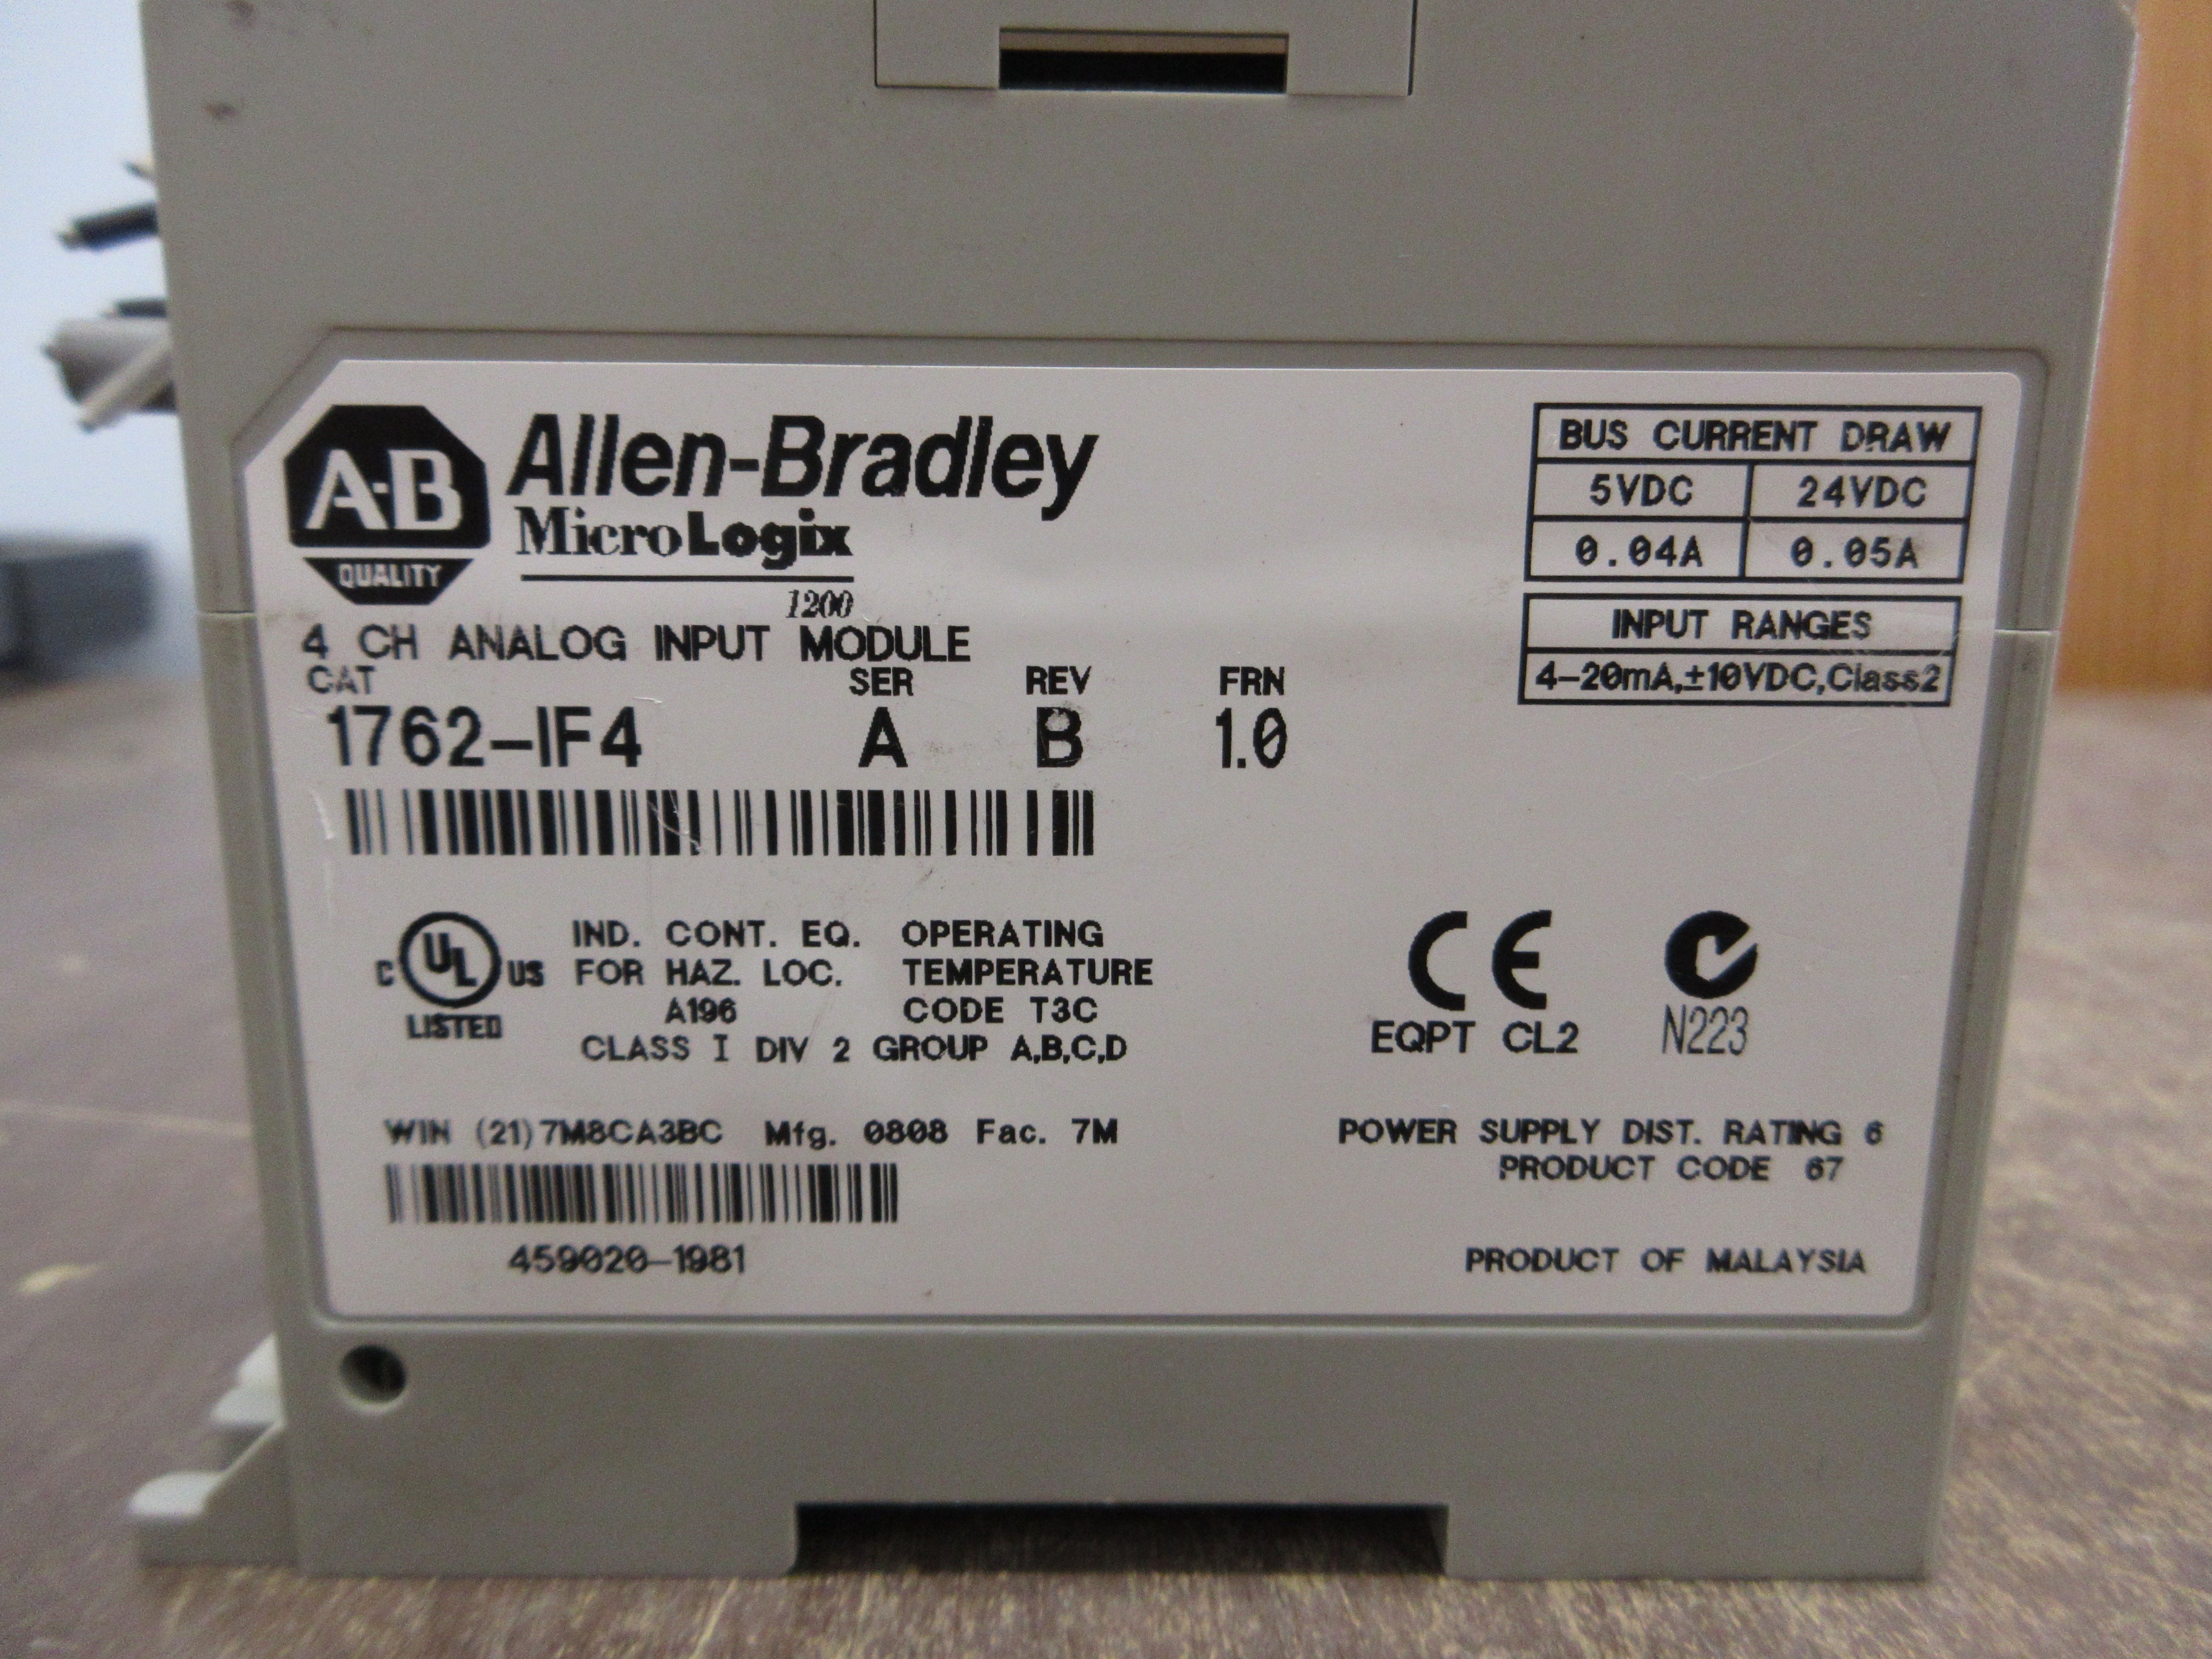 A·B
QUALITY
Allen-Bradley
MicroLogix
1200
4 CH ANALOG INPUT MODULE
CAT SER REV FRN
1762-IF4 A B 1.0
BUS CURRENT DRAW
5VDC 24VDC
0.04A 0.05A
INPUT RANGES
4-20mA,±10VDC,Class2
C UL US
LISTED
IND. CONT. EQ.
FOR HAZ. LOC.
A196
OPERATING
TEMPERATURE
CODE T3C
CLASS I DIV 2 GROUP A,B,C,D
CE
EQPT CL2
N223
WIN (21)7M8CA3BC Mfg. 0808 Fac. 7M
459020-1981
POWER SUPPLY DIST. RATING 6
PRODUCT CODE 67
PRODUCT OF MALAYSIA